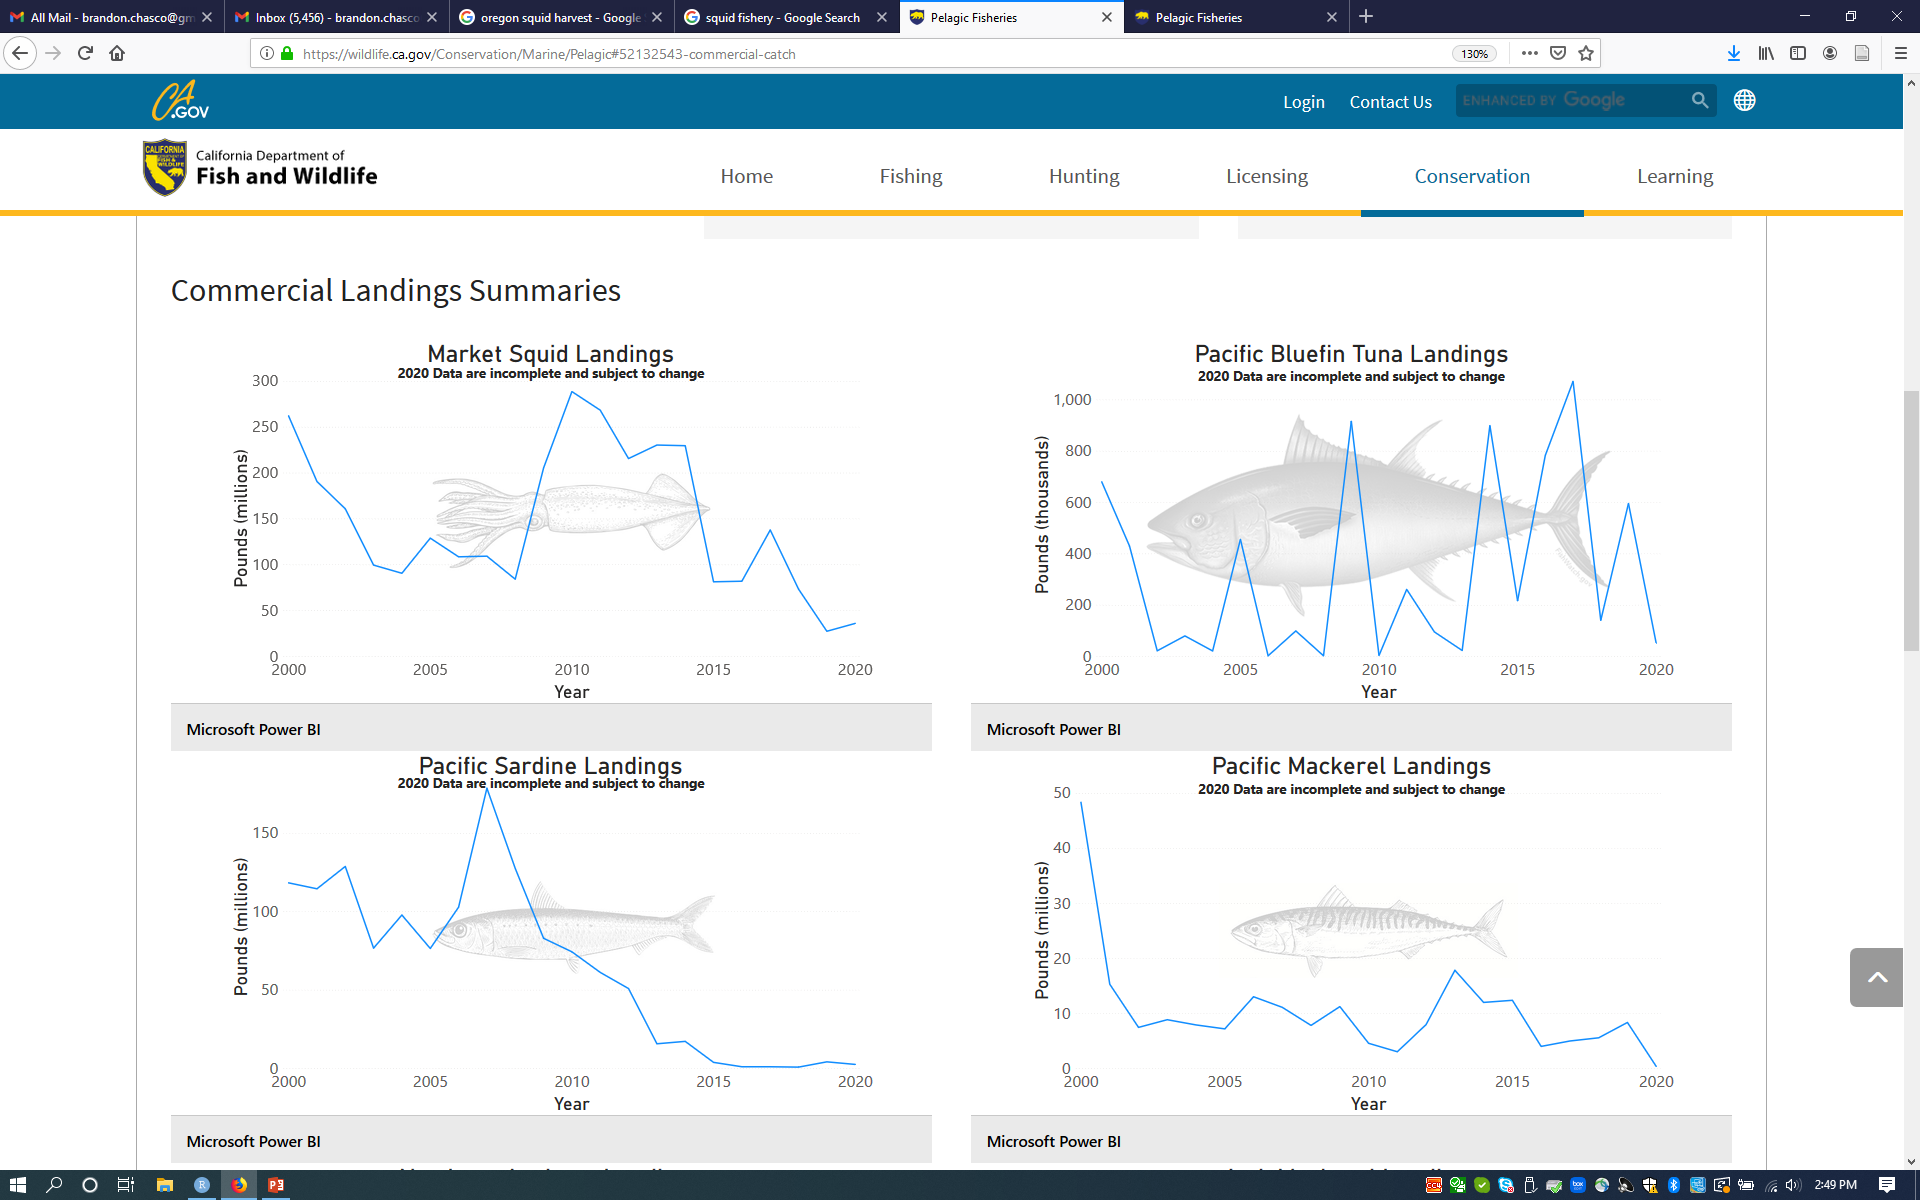 All Mail - brandon.chasco@gm
Inbox (5,456) - brandon.chasco
oregon squid harvest - Google
squid fishery - Google Search
Pelagic Fisheries
Pelagic Fisheries
https://wildlife.ca.gov/Conservation/Marine/Pelagic#52132543-commercial-catch
130%
CA.GOV
Login
Contact Us
ENHANCED BY Google
CALIFORNIA
California Department of
Fish and Wildlife
Home
Fishing
Hunting
Licensing
Conservation
Learning
Commercial Landings Summaries
Market Squid Landings
2020 Data are incomplete and subject to change
Pounds (millions)
300
250
200
150
100
50
0
2000 2005 2010 2015 2020
Year
Microsoft Power BI
Pacific Bluefin Tuna Landings
2020 Data are incomplete and subject to change
Pounds (thousands)
1,000
800
600
400
200
0
2000 2005 2010 2015 2020
Year
Microsoft Power BI
Pacific Sardine Landings
2020 Data are incomplete and subject to change
Pounds (millions)
150
100
50
0
2000 2005 2010 2015 2020
Year
Microsoft Power BI
Pacific Mackerel Landings
2020 Data are incomplete and subject to change
Pounds (millions)
50
40
30
20
10
0
2000 2005 2010 2015 2020
Year
Microsoft Power BI
2:49 PM